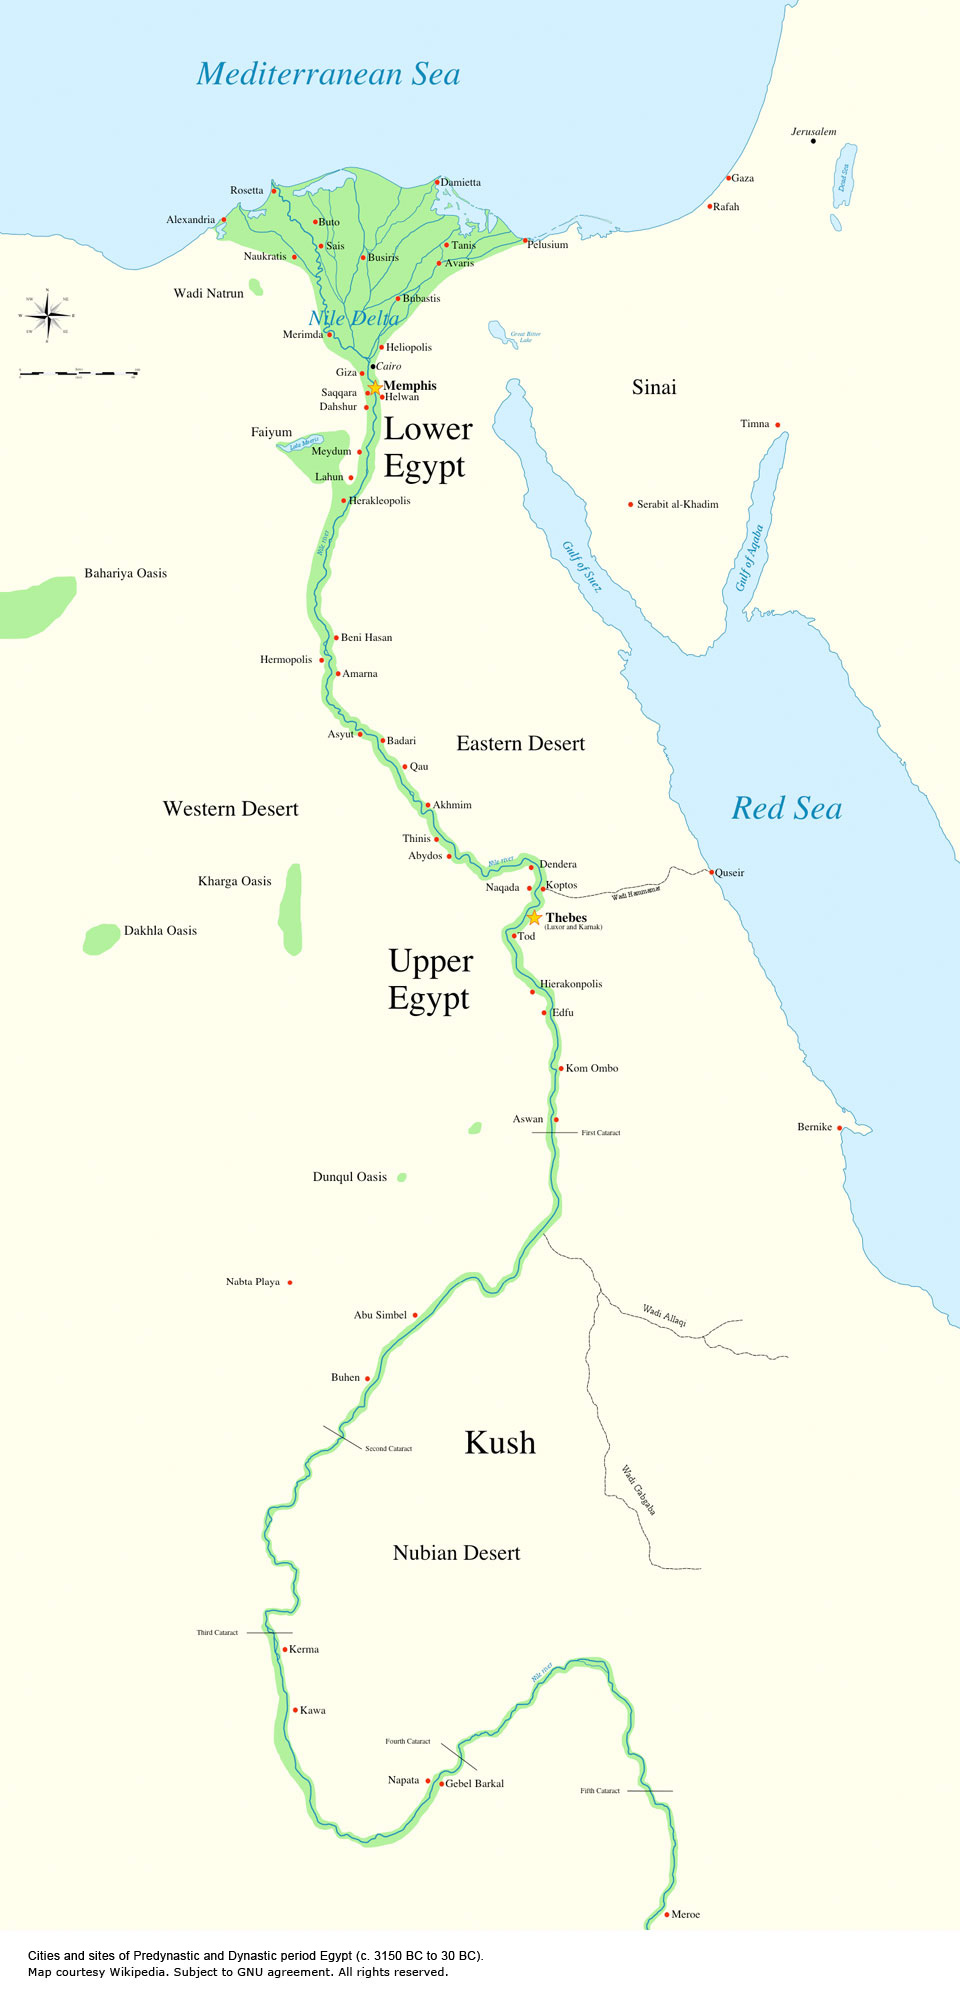 Mediterranean Sea
Jerusalem
Dead Sea
Gaza
Damietta
Rosetta
Rafah
Alexandria
Buto
Sais
Tanis
Pelusium
Naukratis
Busiris
Avaris
Wadi Natrun
Bubastis
N
NW
NE
W
E
SW
SE
S
Nile Delta
Merimda
Great Bitter
Lake
Heliopolis
Cairo
Giza
Memphis
Sinai
Saqqara
Helwan
Dahshur
Timna
Lower
Egypt
Faiyum
Lake Moeris
Meydum
Lahun
Herakleopolis
Serabit al-Khadim
Nile river
Gulf of Suez
Gulf of Aqaba
Bahariya Oasis
Beni Hasan
Hermopolis
Amarna
Asyut
Badari
Eastern Desert
Qau
Western Desert
Akhmim
Red Sea
Thinis
Abydos
Nile river
Dendera
Quseir
Kharga Oasis
Naqada
Koptos
Wadi Hammamat
Thebes
(Luxor and Karnak)
Dakhla Oasis
Tod
Upper
Egypt
Hierakonpolis
Edfu
Kom Ombo
Aswan
First Cataract
Bernike
Dunqul Oasis
Nabta Playa
Abu Simbel
Wadi Allaqi
Buhen
Second Cataract
Kush
Wadi Gabgaba
Nubian Desert
Third Cataract
Kerma
Nile river
Kawa
Fourth Cataract
Napata
Gebel Barkal
Fifth Cataract
Meroe
Cities and sites of Predynastic and Dynastic period Egypt (c. 3150 BC to 30 BC).
Map courtesy Wikipedia. Subject to GNU agreement. All rights reserved.